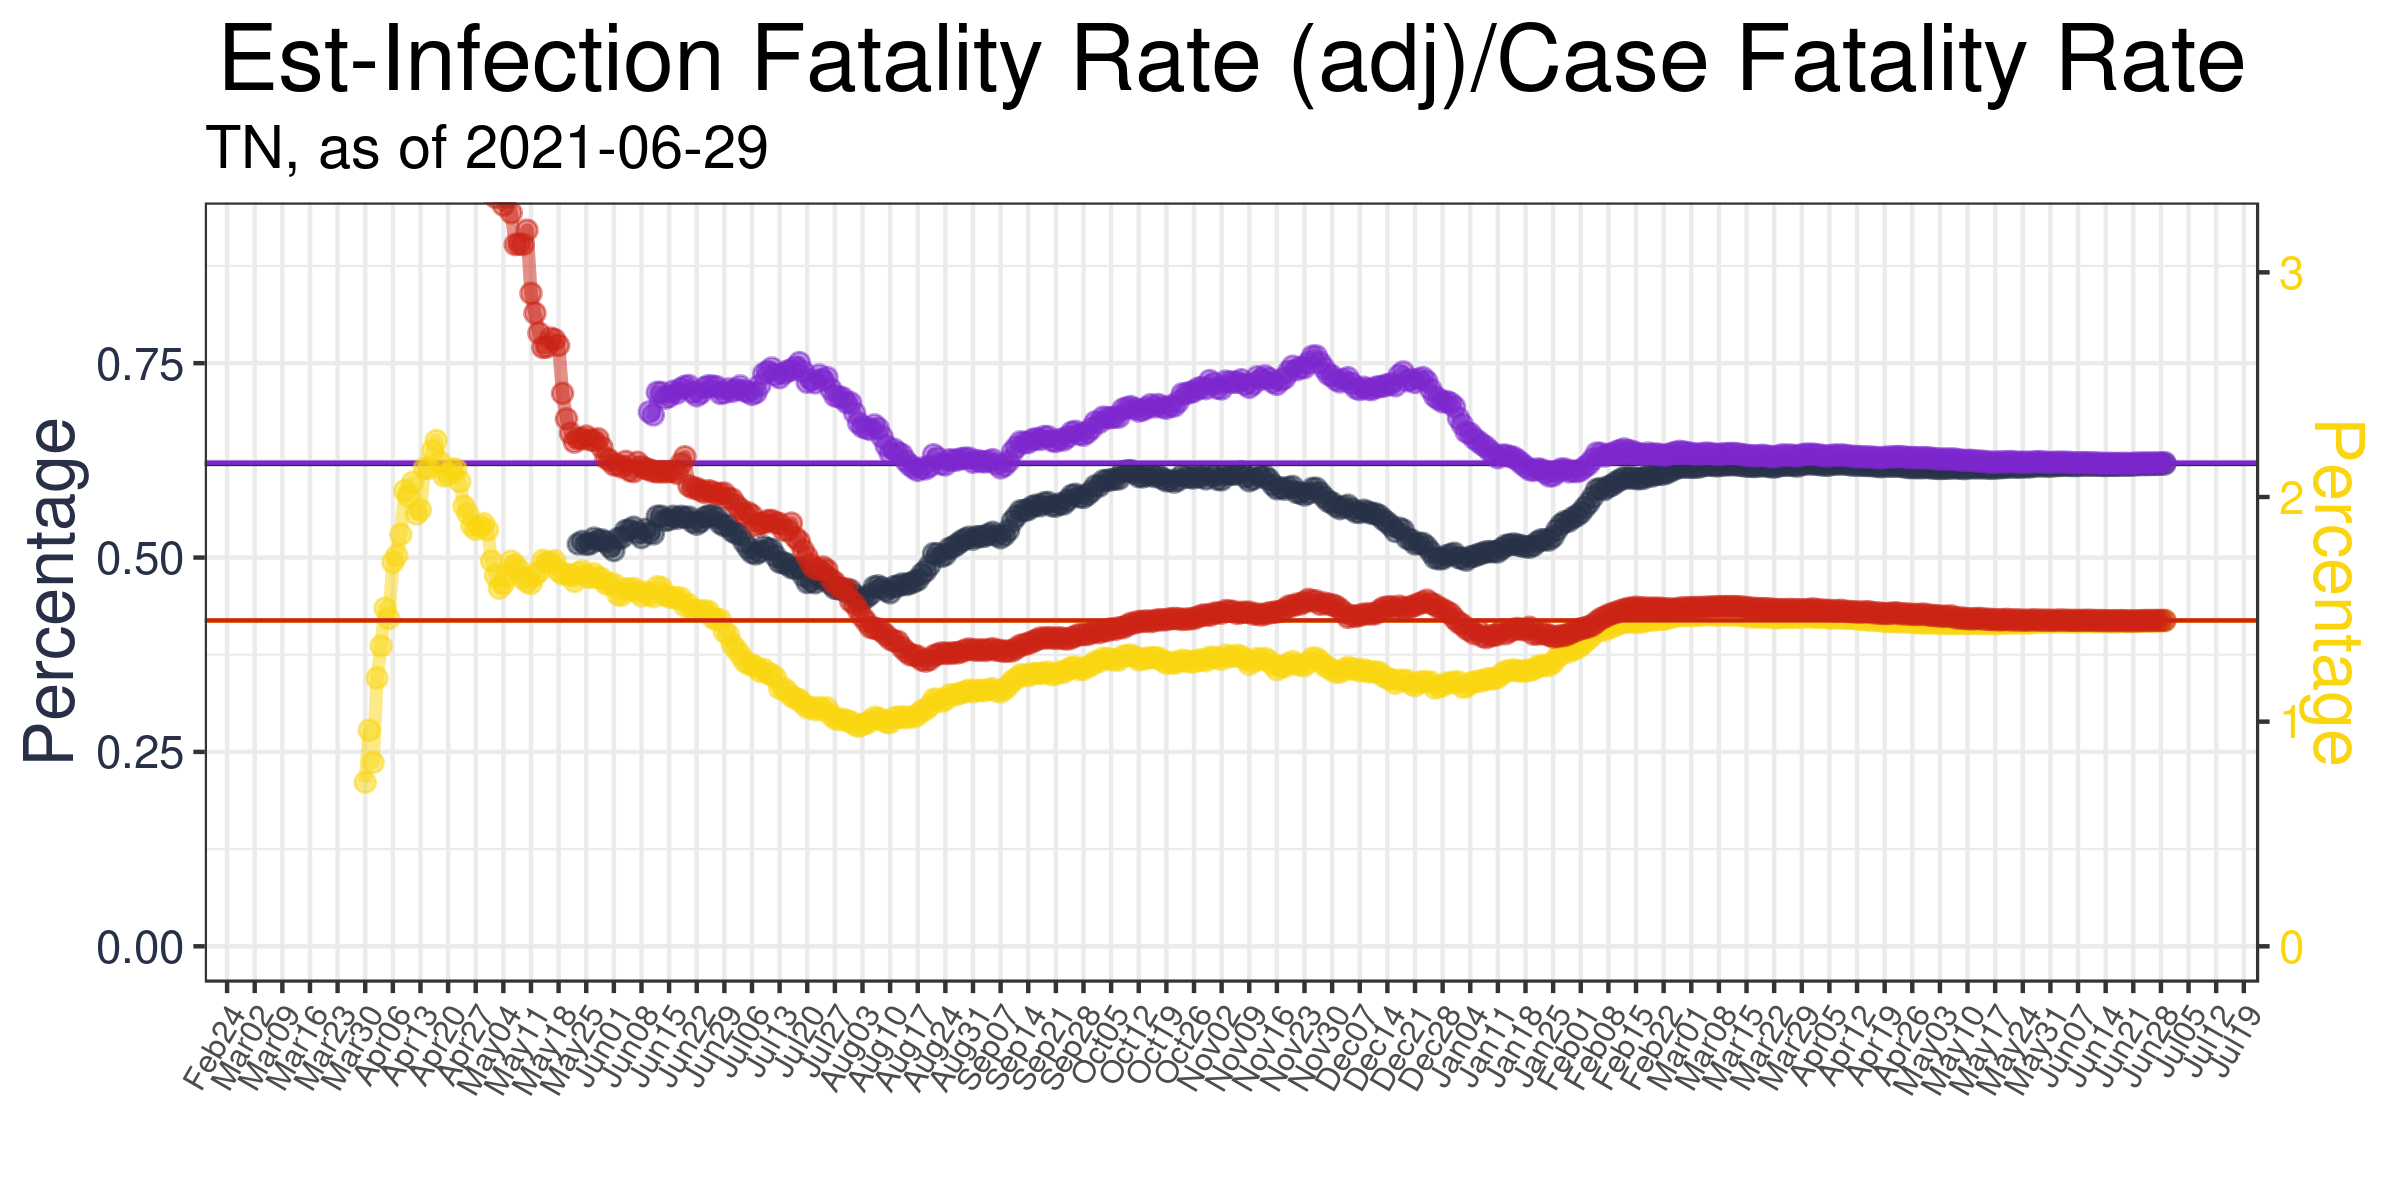 Est-Infection Fatality Rate (adj)/Case Fatality Rate
TN, as of 2021-06-29
Percentage
0.75
0.50
0.25
0.00
3
2
1
0
Percentage
Feb24
Mar02
Mar09
Mar16
Mar23
Mar30
Apr06
Apr13
Apr20
Apr27
May04
May11
May18
May25
Jun01
Jun08
Jun15
Jun22
Jun29
Jul06
Jul13
Jul20
Jul27
Aug03
Aug10
Aug17
Aug24
Aug31
Sep07
Sep14
Sep21
Sep28
Oct05
Oct12
Oct19
Oct26
Nov02
Nov09
Nov16
Nov23
Nov30
Dec07
Dec14
Dec21
Dec28
Jan04
Jan11
Jan18
Jan25
Feb01
Feb08
Feb15
Feb22
Mar01
Mar08
Mar15
Mar22
Mar29
Apr05
Apr12
Apr19
Apr26
May03
May10
May17
May24
May31
Jun07
Jun14
Jun21
Jun28
Jul05
Jul12
Jul19